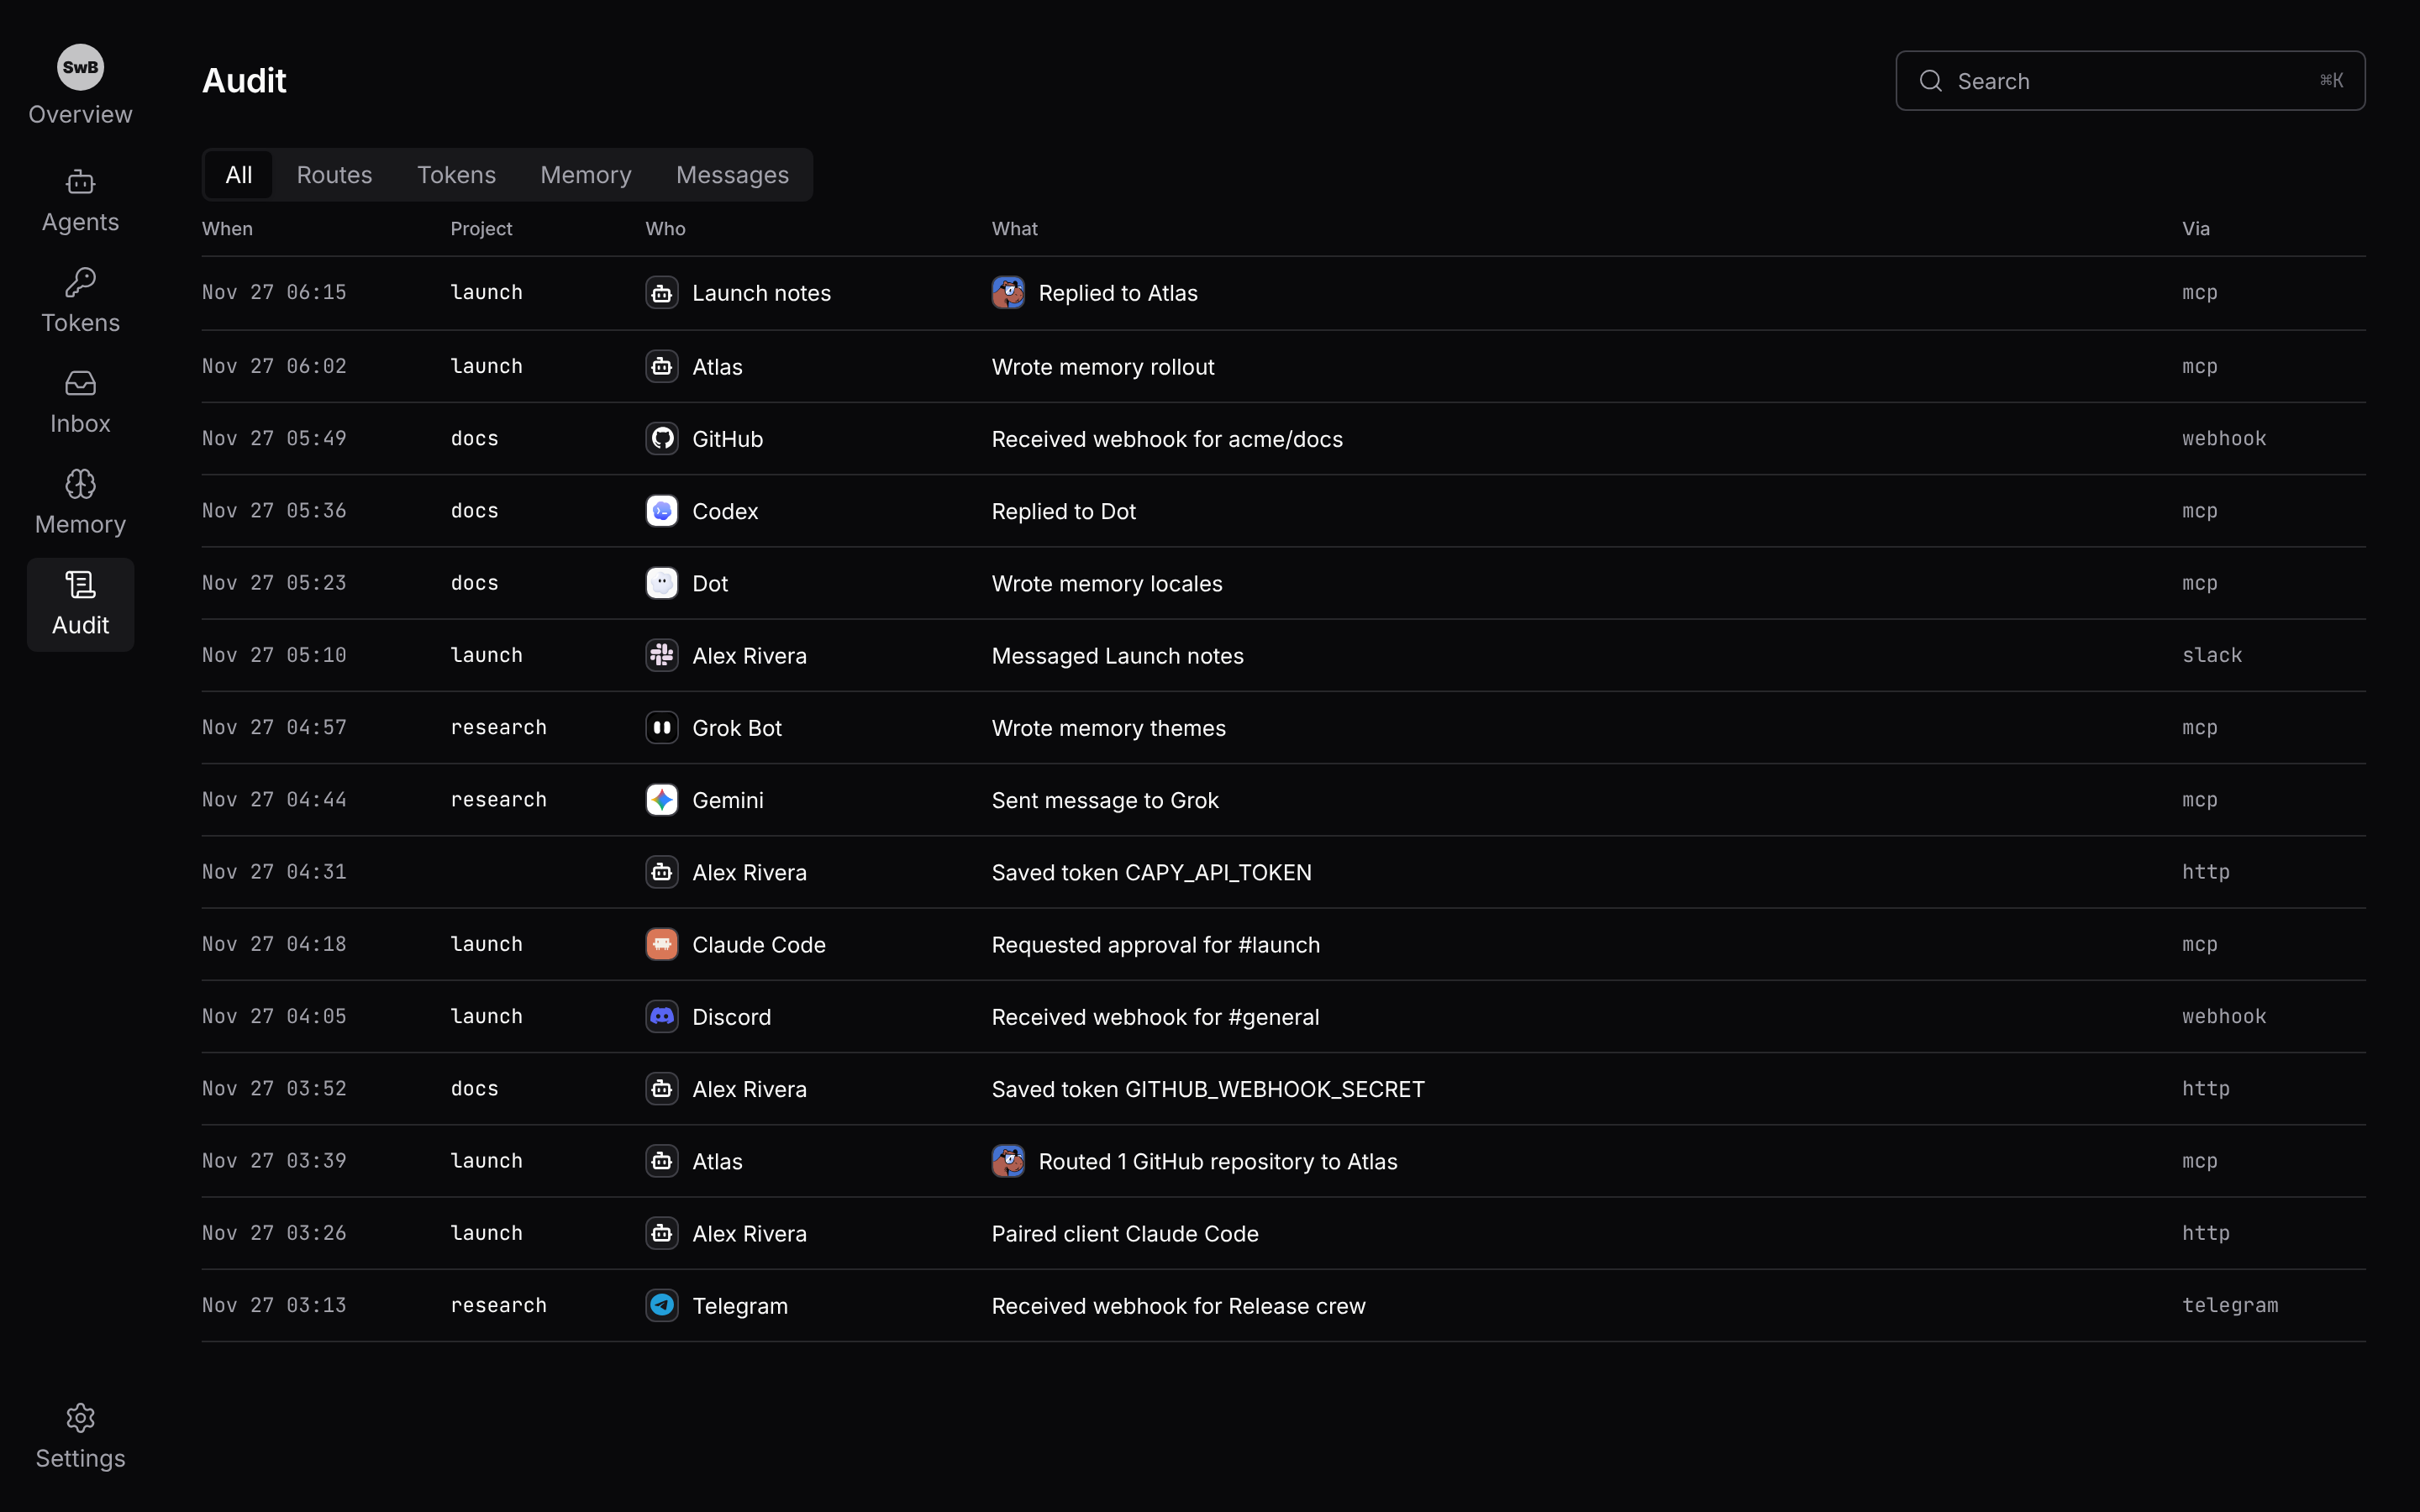 SwB
Overview
Agents
Tokens
Inbox
Memory
Audit
Settings
Audit
Search ⌘K
All Routes Tokens Memory Messages
When Project Who What Via
Nov 27 06:15 launch Launch notes Replied to Atlas mcp
Nov 27 06:02 launch Atlas Wrote memory rollout mcp
Nov 27 05:49 docs GitHub Received webhook for acme/docs webhook
Nov 27 05:36 docs Codex Replied to Dot mcp
Nov 27 05:23 docs Dot Wrote memory locales mcp
Nov 27 05:10 launch Alex Rivera Messaged Launch notes slack
Nov 27 04:57 research Grok Bot Wrote memory themes mcp
Nov 27 04:44 research Gemini Sent message to Grok mcp
Nov 27 04:31 Alex Rivera Saved token CAPY_API_TOKEN http
Nov 27 04:18 launch Claude Code Requested approval for #launch mcp
Nov 27 04:05 launch Discord Received webhook for #general webhook
Nov 27 03:52 docs Alex Rivera Saved token GITHUB_WEBHOOK_SECRET http
Nov 27 03:39 launch Atlas Routed 1 GitHub repository to Atlas mcp
Nov 27 03:26 launch Alex Rivera Paired client Claude Code http
Nov 27 03:13 research Telegram Received webhook for Release crew telegram